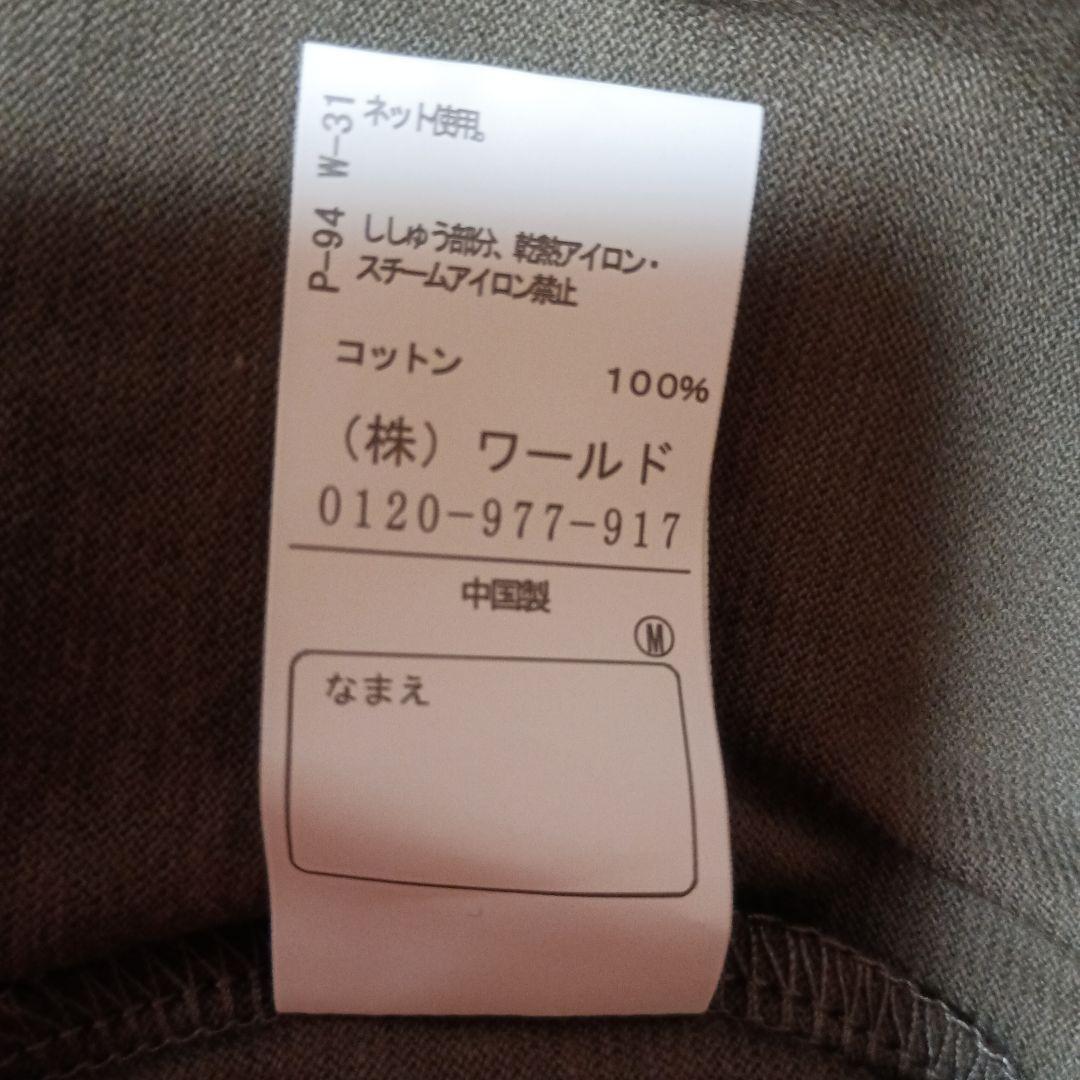 P-94 W-31
ネット使用。
ししゅう部分、乾熱アイロン・
スチームアイロン禁止
コットン 100%
(株)ワールド
0120-977-917
中国製
Ⓜ
なまえ